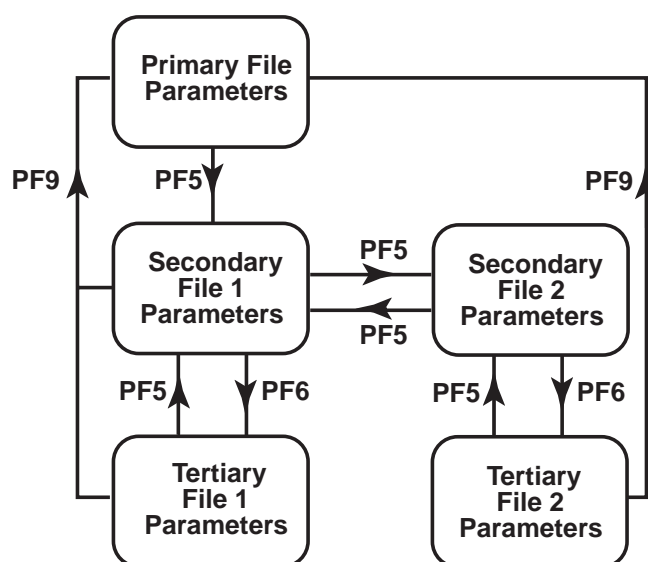 Primary File
Parameters
PF9
PF5
PF9
Secondary
File 1
Parameters
PF5
PF5
Secondary
File 2
Parameters
PF5
PF6
PF5
PF6
Tertiary
File 1
Parameters
Tertiary
File 2
Parameters